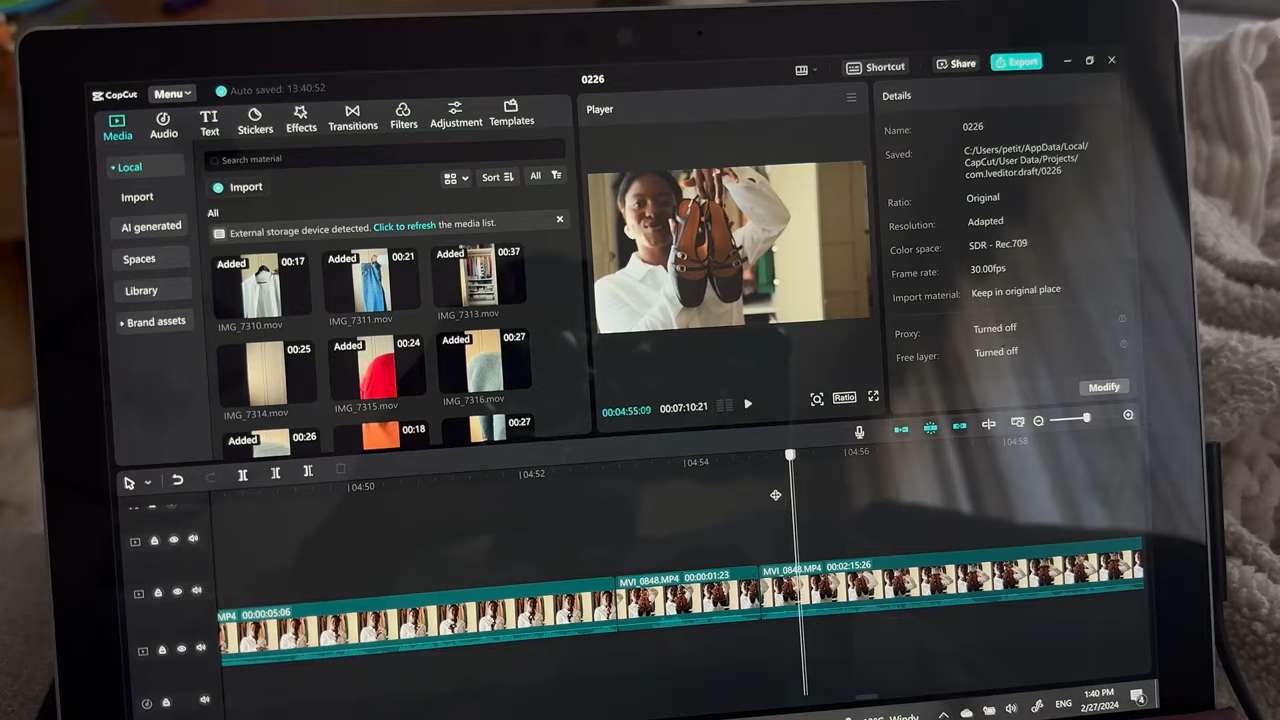 0226
CapCut
Menu
Auto saved: 13:40:52
Shortcut
Share
Export
Media
Audio
TI
Text
Stickers
Effects
Transitions
Filters
Adjustment
Templates
Local
Import
AI generated
Spaces
Library
Brand assets
Search material
Import
Sort
All
All
External storage device detected. Click to refresh the media list.
Added 00:17
IMG_7310.mov
Added 00:21
IMG_7311.mov
Added 00:37
IMG_7313.mov
00:25
IMG_7314.mov
Added 00:24
IMG_7315.mov
Added 00:27
IMG_7316.mov
Added 00:26
00:18
00:27
Player
00:04:55:09 00:07:10:21
Ratio
Details
Name: 0226
Saved: C:/Users/petit/AppData/Local/
CapCut/User Data/Projects/
com.lveditor.draft/0226
Ratio: Original
Resolution: Adapted
Color space: SDR - Rec.709
Frame rate: 30.00fps
Import material: Keep in original place
Proxy: Turned off
Free layer: Turned off
Modify
04:50
04:52
04:54
04:56
04:58
MP4 00:00:05:06
MVI_0848.MP4 00:00:01:23
MVI_0848.MP4 00:02:15:26
Windy
ENG
1:40 PM
2/27/2024
4